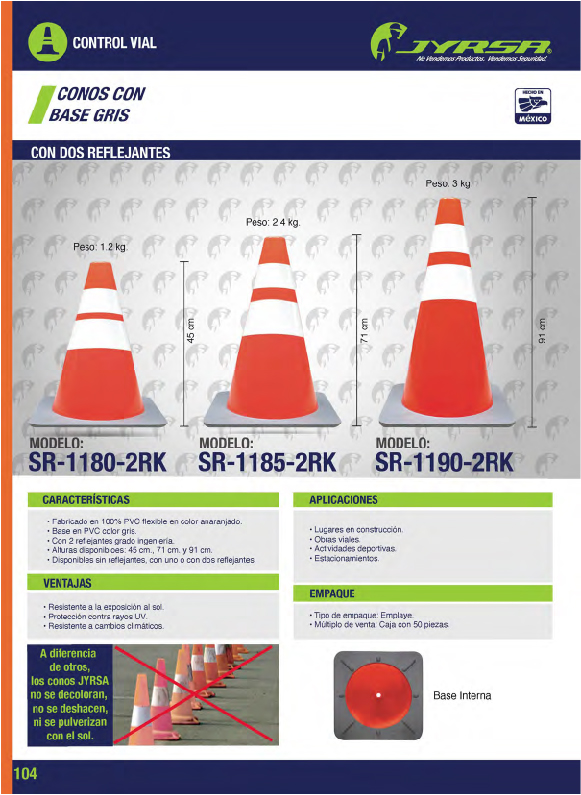 CONTROL VIAL
JYRSA®
No Vendemos Productos. Vendemos Seguridad.
CONOS CON
BASE GRIS
HECHO EN
MÉXICO
CON DOS REFLEJANTES
Peso: 1.2 kg.
Peso: 2.4 kg.
Peso: 3 kg
45 cm
71 cm
91 cm
MODELO:
SR-1180-2RK
MODELO:
SR-1185-2RK
MODELO:
SR-1190-2RK
CARACTERÍSTICAS
• Fabricado en 100% PVC flexible en color anaranjado.
• Base en PVC color gris.
• Con 2 reflejantes grado ingeniería.
• Alturas disponiboes: 45 cm., 71 cm. y 91 cm.
• Disponibles sin reflejantes, con uno o con dos reflejantes
VENTAJAS
• Resistente a la exposición al sol.
• Protección contra rayos UV.
• Resistente a cambios climáticos.
APLICACIONES
• Lugares en construcción.
• Obras viales.
• Actividades deportivas.
• Estacionamientos.
EMPAQUE
• Tipo de empaque: Emplaye.
• Múltiplo de venta: Caja con 50 piezas.
A diferencia
de otros,
los conos JYRSA
no se decoloran,
no se deshacen,
ni se pulverizan
con el sol.
Base Interna
104